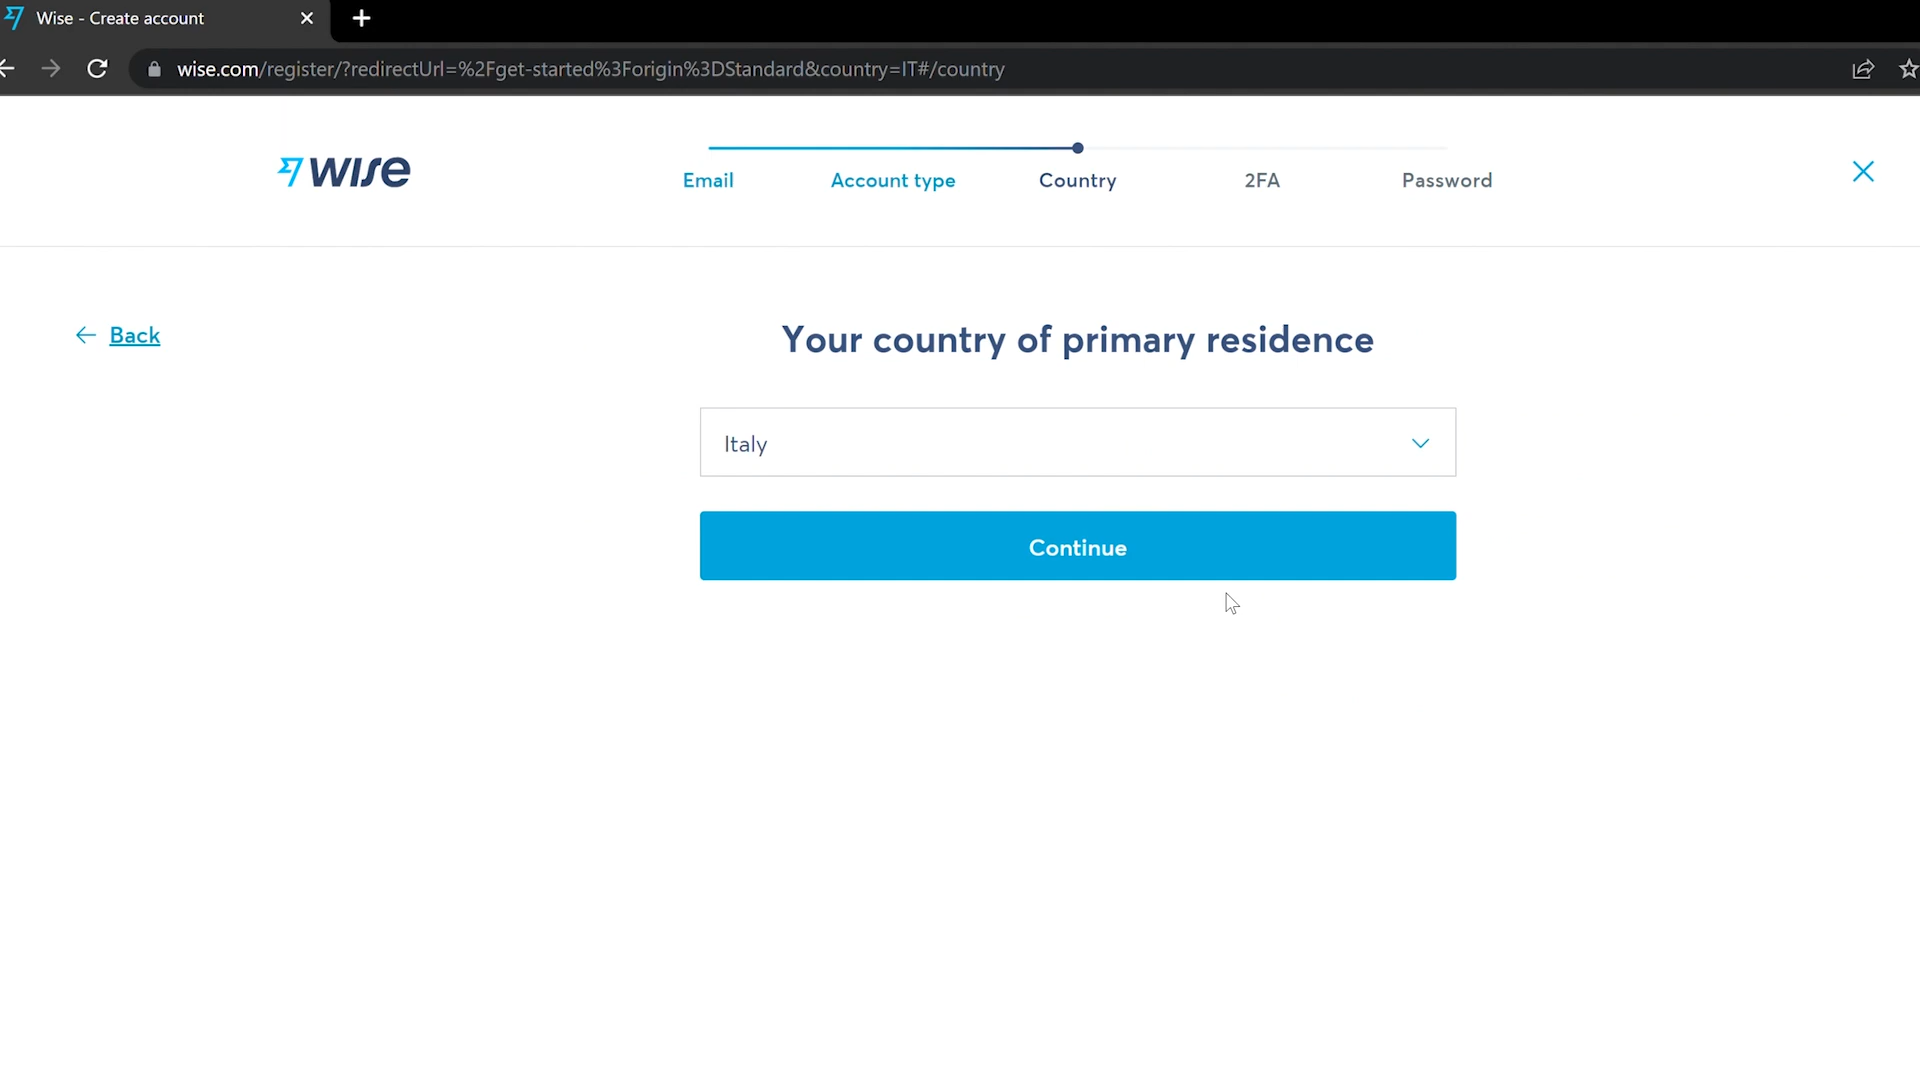 Wise - Create account
wise.com/register/?redirectUrl=%2Fget-started%3Forigin%3DStandard&country=IT#/country
wise
Email
Account type
Country
2FA
Password
Back
Your country of primary residence
Italy
Continue